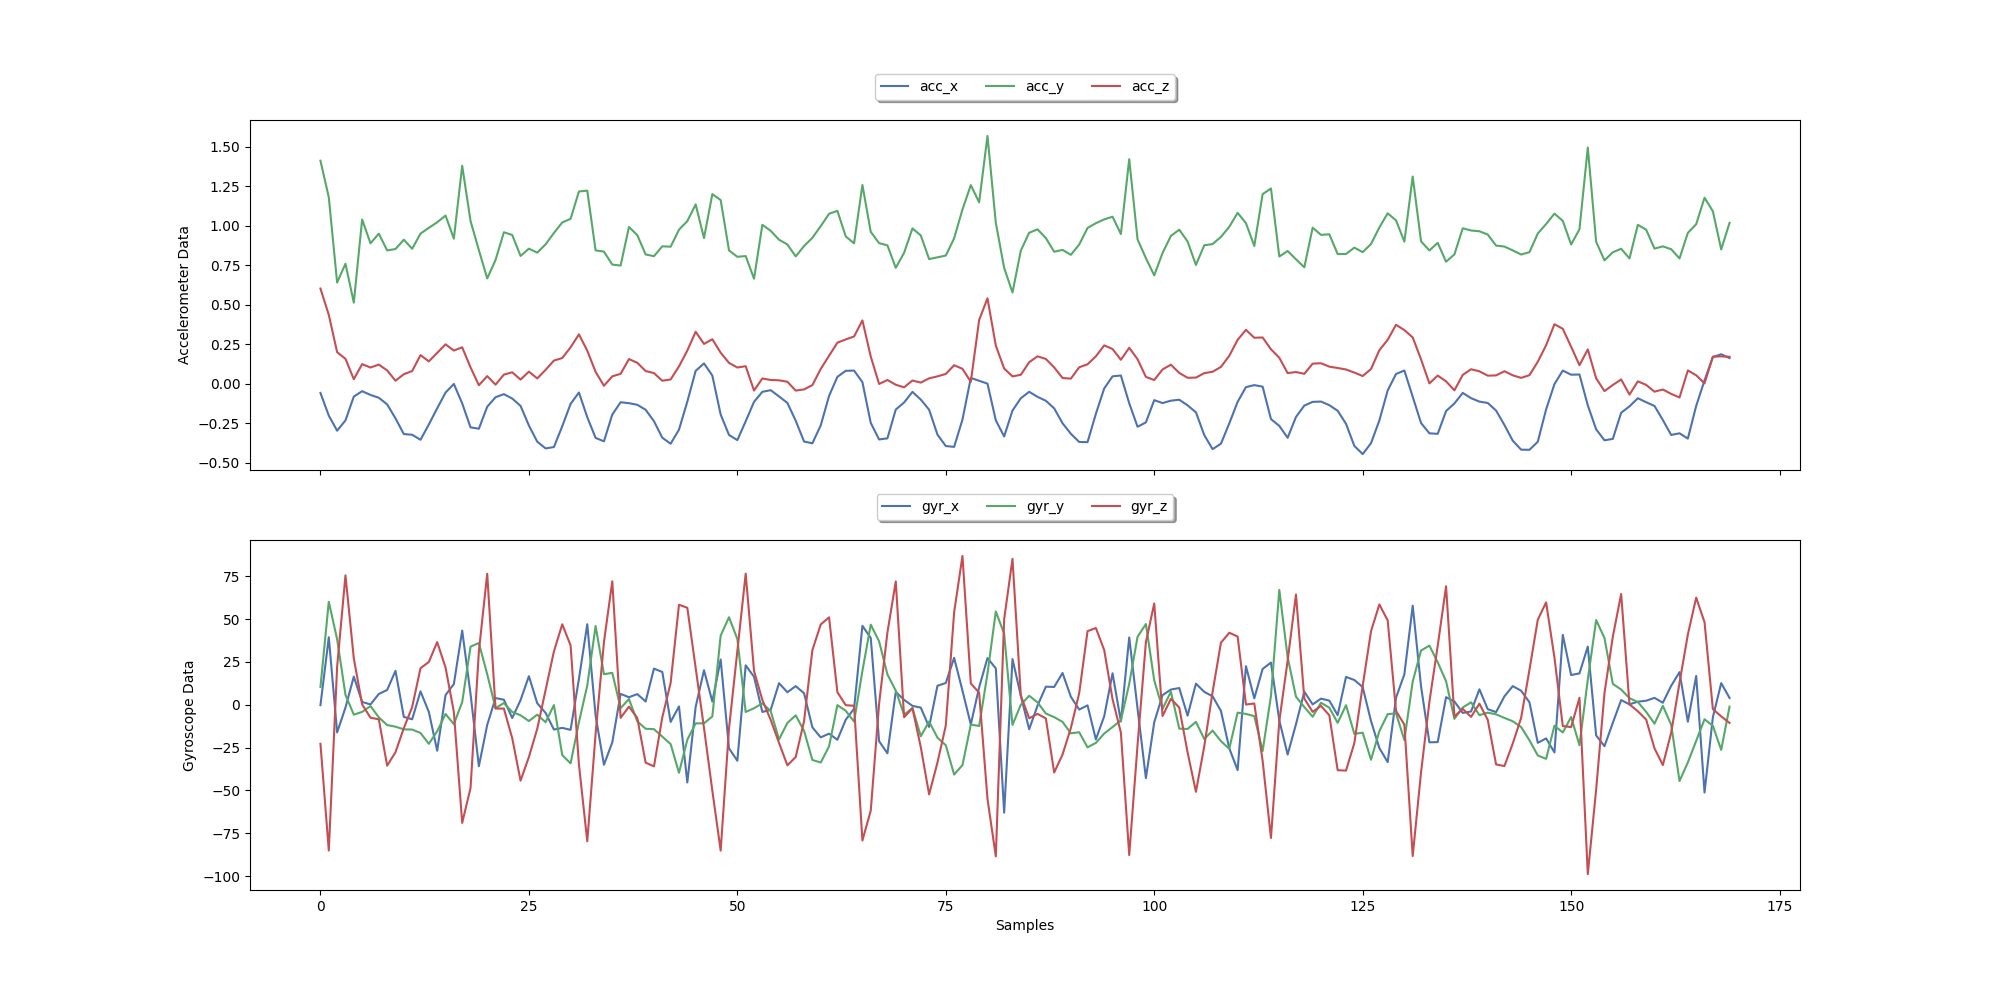 acc_x acc_y acc_z
1.50
1.25
1.00
0.75
0.50
0.25
0.00
−0.25
−0.50
Accelerometer Data
gyr_x gyr_y gyr_z
75
50
25
0
−25
−50
−75
−100
Gyroscope Data
0 25 50 75 100 125 150 175
Samples